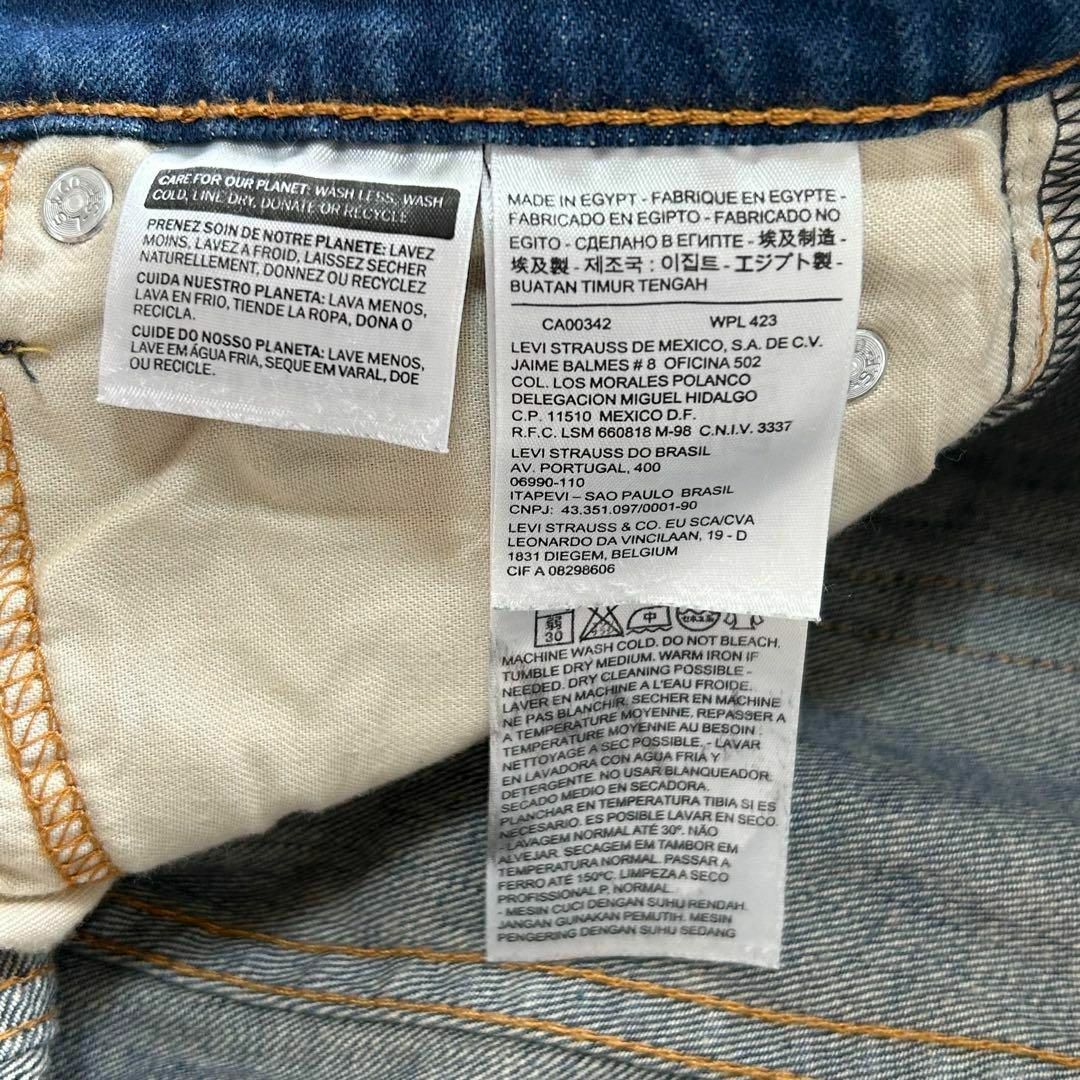 CARE FOR OUR PLANET: WASH LESS, WASH
COLD, LINE DRY, DONATE OR RECYCLE
PRENEZ SOIN DE NOTRE PLANETE: LAVEZ
MOINS, LAVEZ A FROID, LAISSEZ SECHER
NATURELLEMENT, DONNEZ OU RECYCLEZ
CUIDA NUESTRO PLANETA: LAVA MENOS,
LAVA EN FRIO, TIENDE LA ROPA, DONA O
RECICLA.
CUIDE DO NOSSO PLANETA: LAVE MENOS,
LAVE EM ÁGUA FRIA, SEQUE EM VARAL, DOE
OU RECICLE.
MADE IN EGYPT - FABRIQUE EN EGYPTE -
FABRICADO EN EGIPTO - FABRICADO NO
EGITO - СДЕЛАНО В ЕГИПТЕ - 埃及制造 -
埃及製 - 제조국 : 이집트 - エジプト製 -
BUATAN TIMUR TENGAH
CA00342 WPL 423
LEVI STRAUSS DE MEXICO, S.A. DE C.V.
JAIME BALMES # 8 OFICINA 502
COL. LOS MORALES POLANCO
DELEGACION MIGUEL HIDALGO
C.P. 11510 MEXICO D.F.
R.F.C. LSM 660818 M-98 C.N.I.V. 3337
LEVI STRAUSS DO BRASIL
AV. PORTUGAL, 400
06990-110
ITAPEVI – SAO PAULO BRASIL
CNPJ: 43.351.097/0001-90
LEVI STRAUSS & CO. EU SCA/CVA
LEONARDO DA VINCILAAN, 19 - D
1831 DIEGEM, BELGIUM
CIF A 08298606
弱 30 中
MACHINE WASH COLD. DO NOT BLEACH.
TUMBLE DRY MEDIUM. WARM IRON IF
NEEDED. DRY CLEANING POSSIBLE -
LAVER EN MACHINE A L'EAU FROIDE.
NE PAS BLANCHIR. SECHER EN MACHINE
A TEMPERATURE MOYENNE, REPASSER A
TEMPERATURE MOYENNE AU BESOIN :
NETTOYAGE A SEC POSSIBLE. - LAVAR
EN LAVADORA CON AGUA FRIA Y
DETERGENTE. NO USAR BLANQUEADOR.
SECADO MEDIO EN SECADORA.
PLANCHAR EN TEMPERATURA TIBIA SI ES
NECESARIO. ES POSIBLE LAVAR EN SECO.
- LAVAGEM NORMAL ATÉ 30°. NÃO
ALVEJAR. SECAGEM EM TAMBOR EM
TEMPERATURA NORMAL. PASSAR A
FERRO ATÉ 150°C. LIMPEZA A SECO
PROFISSIONAL P. NORMAL.
- MESIN CUCI DENGAN SUHU RENDAH.
JANGAN GUNAKAN PEMUTIH. MESIN
PENGERING DENGAN SUHU SEDANG